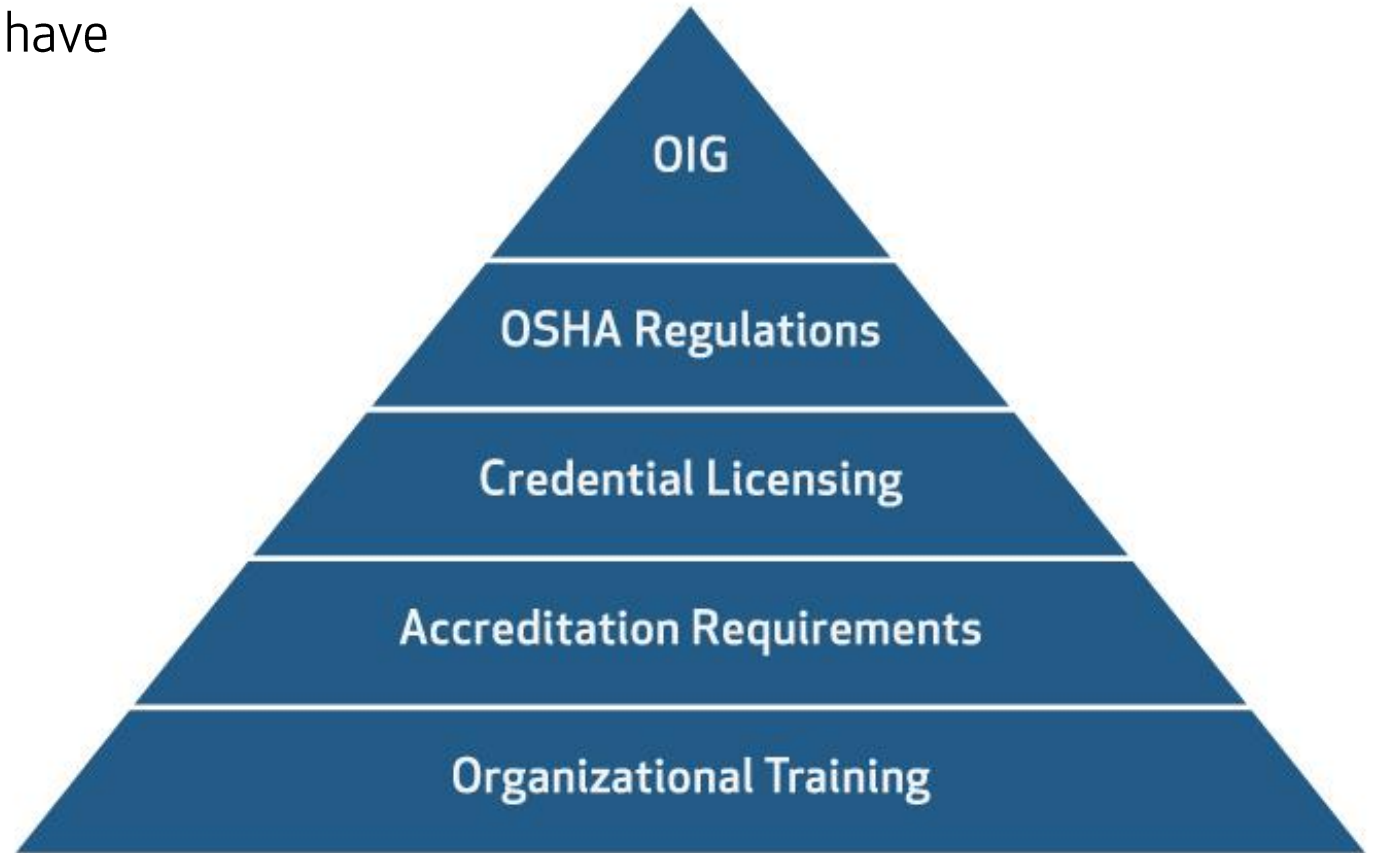 have
OIG
OSHA Regulations
Credential Licensing
Accreditation Requirements
Organizational Training